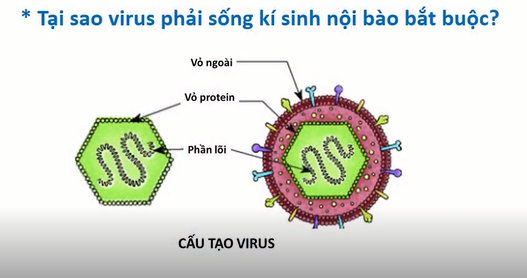 * Tại sao virus phải sống kí sinh nội bào bắt buộc?
Vỏ ngoài
Vỏ protein
Phần lõi
CẤU TẠO VIRUS